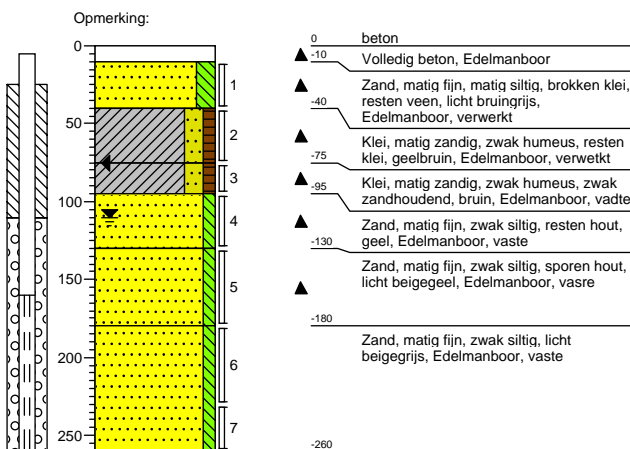 Opmerking:
0
50
100
150
200
250
1
2
3
4
5
6
7
0
beton
-10
Volledig beton, Edelmanboor
Zand, matig fijn, matig siltig, brokken klei,
resten veen, licht bruingrijs,
Edelmanboor, verwerkt
-40
Klei, matig zandig, zwak humeus, resten
klei, geelbruin, Edelmanboor, verwetkt
-75
Klei, matig zandig, zwak humeus, zwak
zandhoudend, bruin, Edelmanboor, vadte
-95
Zand, matig fijn, zwak siltig, resten hout,
geel, Edelmanboor, vaste
-130
Zand, matig fijn, zwak siltig, sporen hout,
licht beigegeel, Edelmanboor, vasre
-180
Zand, matig fijn, zwak siltig, licht
beigegrijs, Edelmanboor, vaste
-260